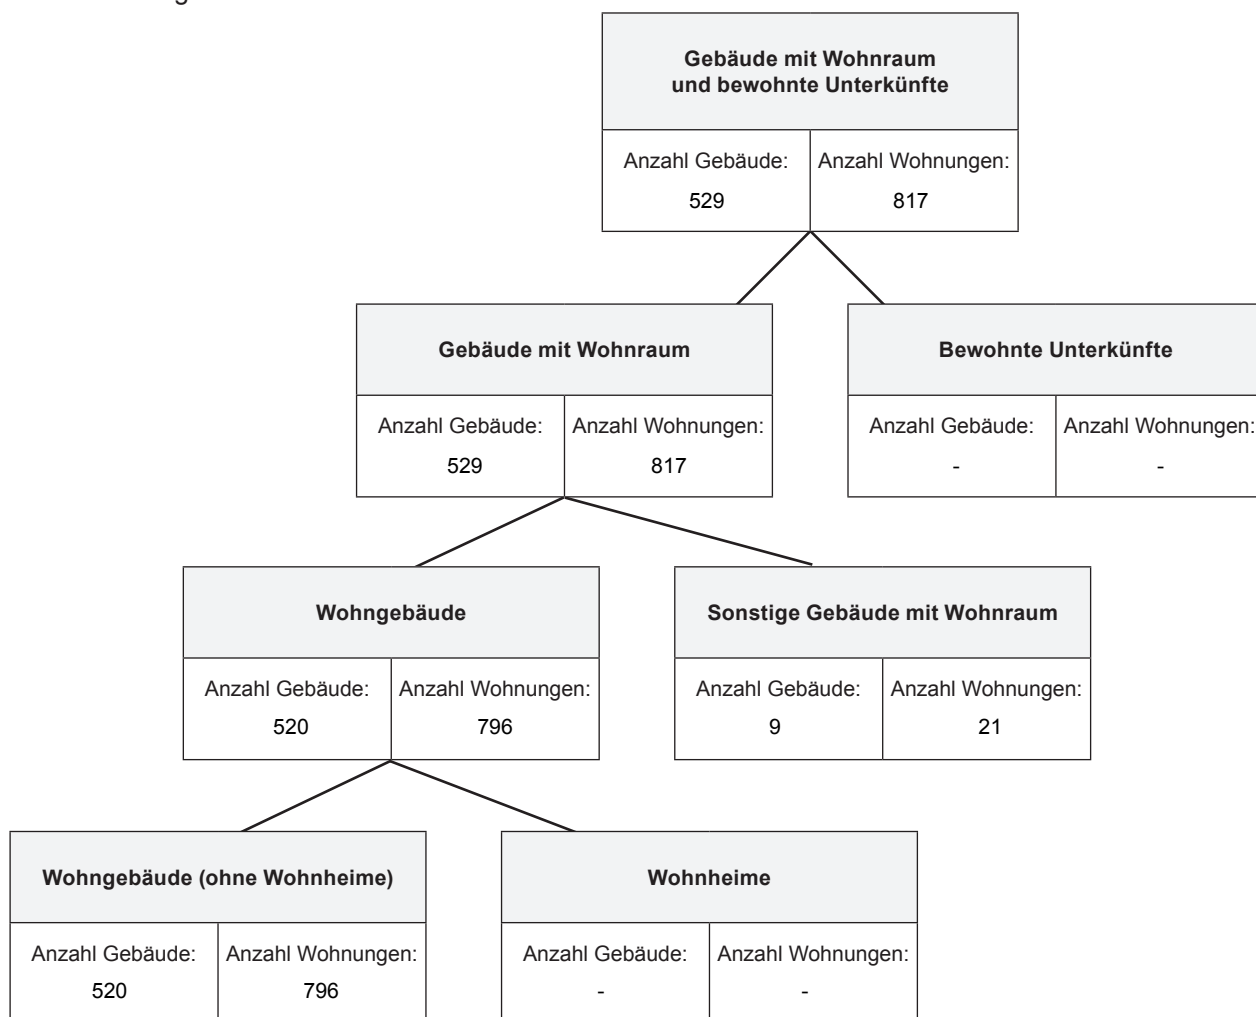 Gebäude mit Wohnraum
und bewohnte Unterkünfte
Anzahl Gebäude: Anzahl Wohnungen:
529 817
Gebäude mit Wohnraum
Anzahl Gebäude: Anzahl Wohnungen:
529 817
Bewohnte Unterkünfte
Anzahl Gebäude: Anzahl Wohnungen:
- -
Wohngebäude
Anzahl Gebäude: Anzahl Wohnungen:
520 796
Sonstige Gebäude mit Wohnraum
Anzahl Gebäude: Anzahl Wohnungen:
9 21
Wohngebäude (ohne Wohnheime)
Anzahl Gebäude: Anzahl Wohnungen:
520 796
Wohnheime
Anzahl Gebäude: Anzahl Wohnungen:
- -